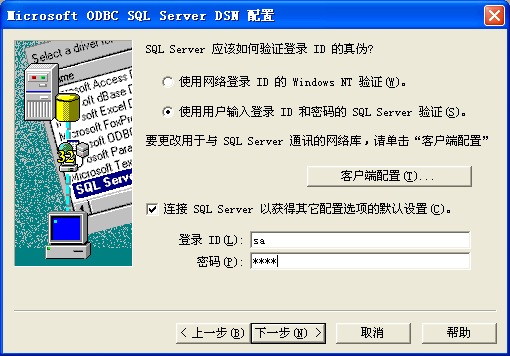 Microsoft ODBC SQL Server DSN 配置
Select a driver for
Name
Microsoft Access D
Microsoft dBase D
Microsoft Excel D
Microsoft FoxPro
Microsoft ODBC
Microsoft Para
Microsoft Tex
SQL Serve
32
SQL Server 应该如何验证登录 ID 的真伪?
使用网络登录 ID 的 Windows NT 验证(W)。
使用用户输入登录 ID 和密码的 SQL Server 验证(S)。
要更改用于与 SQL Server 通讯的网络库,请单击“客户端配置”
客户端配置(T)...
连接 SQL Server 以获得其它配置选项的默认设置(C)。
登录 ID(L): sa
密码(P): ****
< 上一步(B) 下一步(N) > 取消 帮助